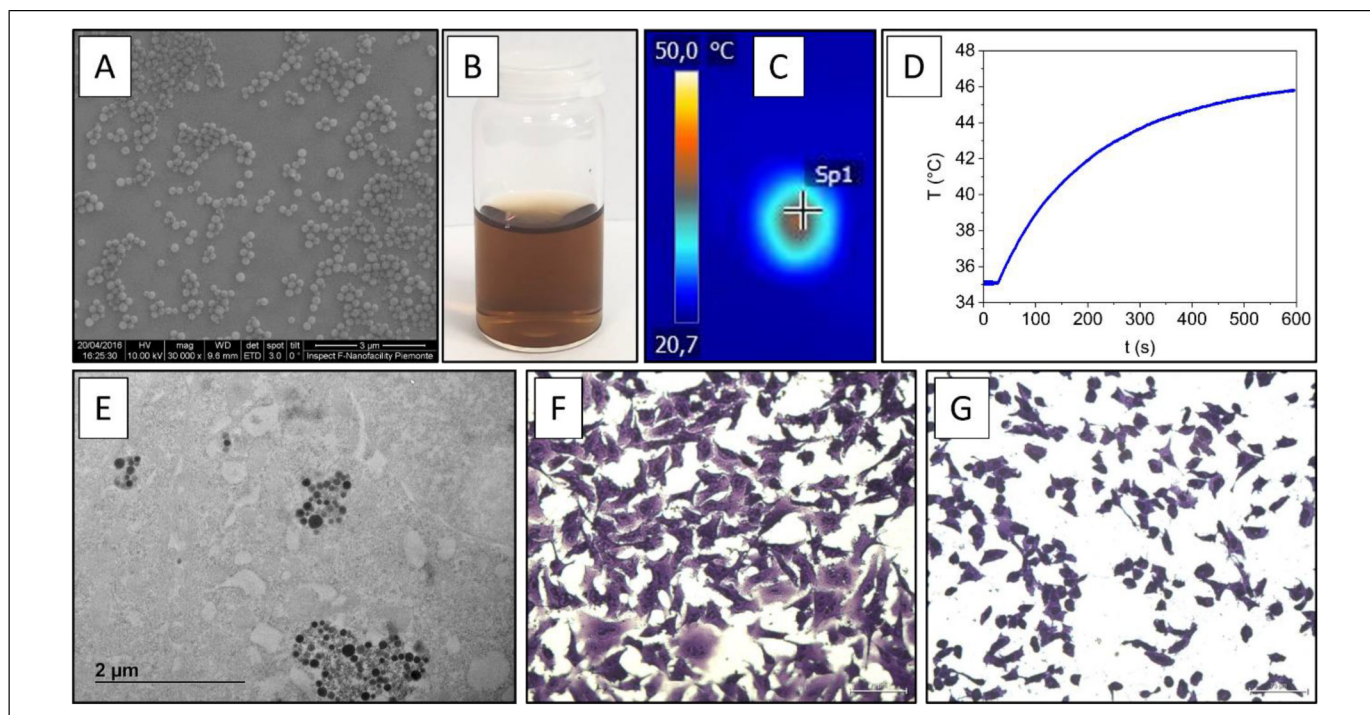 A
B
50,0 °C
C
Sp1
20,7
D
T (°C)
48
46
44
42
40
38
36
34
0 100 200 300 400 500 600
t (s)
20/04/2016 HV mag WD det spot tilt 3 µm
16:25:30 10.00 kV 30 000 x 9.6 mm ETD 3.0 0 ° Inspect F-Nanofacility Piemonte
E
2 µm
F
G